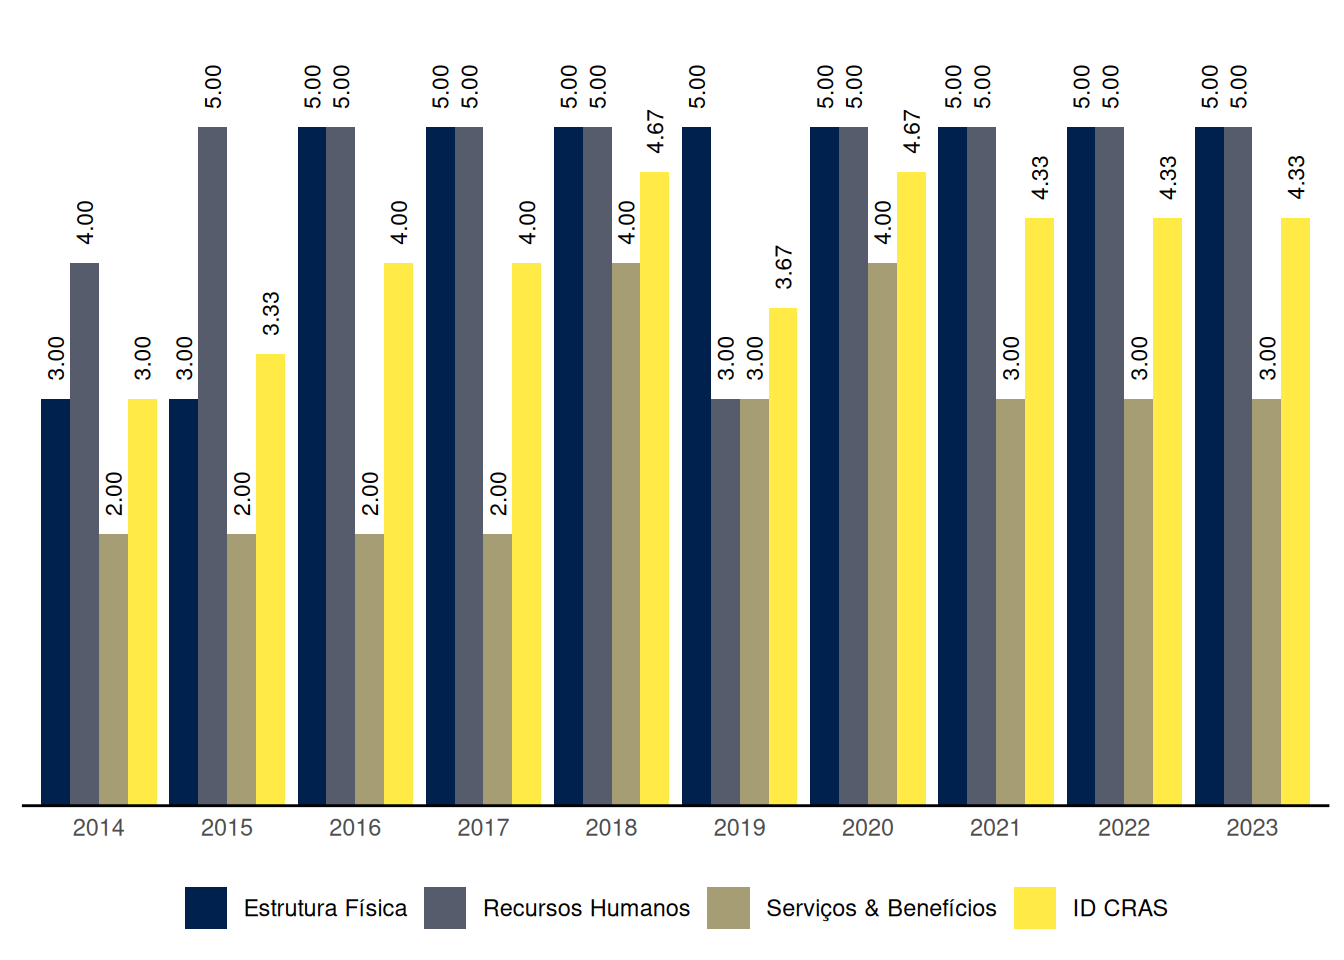 3.00 4.00 2.00 3.00 3.00 5.00 2.00 3.33 5.00 5.00 2.00 4.00 5.00 5.00 2.00 4.00 5.00 5.00 4.00 4.67 5.00 3.00 3.00 3.67 5.00 5.00 4.00 4.67 5.00 5.00 3.00 4.33 5.00 5.00 3.00 4.33 5.00 5.00 3.00 4.33
2014 2015 2016 2017 2018 2019 2020 2021 2022 2023
Estrutura Física Recursos Humanos Serviços & Benefícios ID CRAS